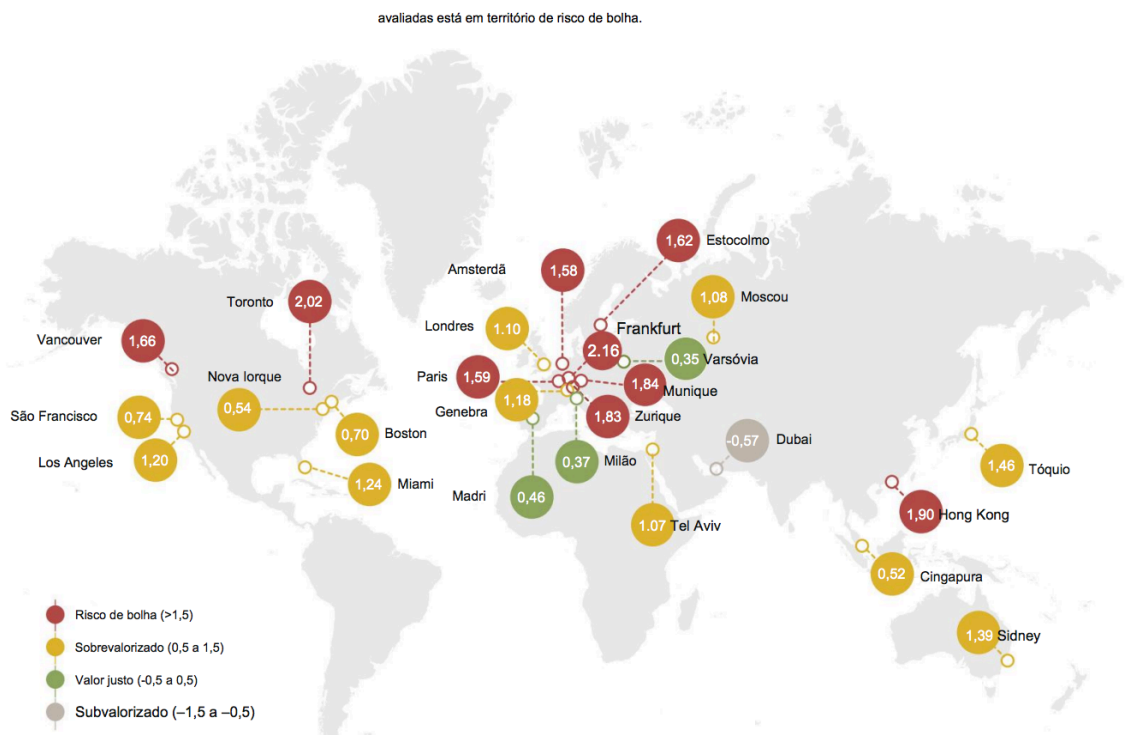 avaliadas está em território de risco de bolha.
1,62
Estocolmo
Amsterdã
1,58
Toronto
2,02
1,08
Moscou
Londres
1.10
Frankfurt
Vancouver
1,66
2.16
0,35
Varsóvia
Nova Iorque
Paris
1,59
1,84
Munique
São Francisco
0,74
0,54
Genebra
1,18
1,83
Zurique
0,70
Boston
-0,57
Dubai
Los Angeles
1,20
0,37
Milão
1,46
Tóquio
1,24
Miami
Madri
0,46
1.07
Tel Aviv
1,90
Hong Kong
0,52
Cingapura
Risco de bolha (>1,5)
1,39
Sidney
Sobrevalorizado (0,5 a 1,5)
Valor justo (-0,5 a 0,5)
Subvalorizado (–1,5 a –0,5)